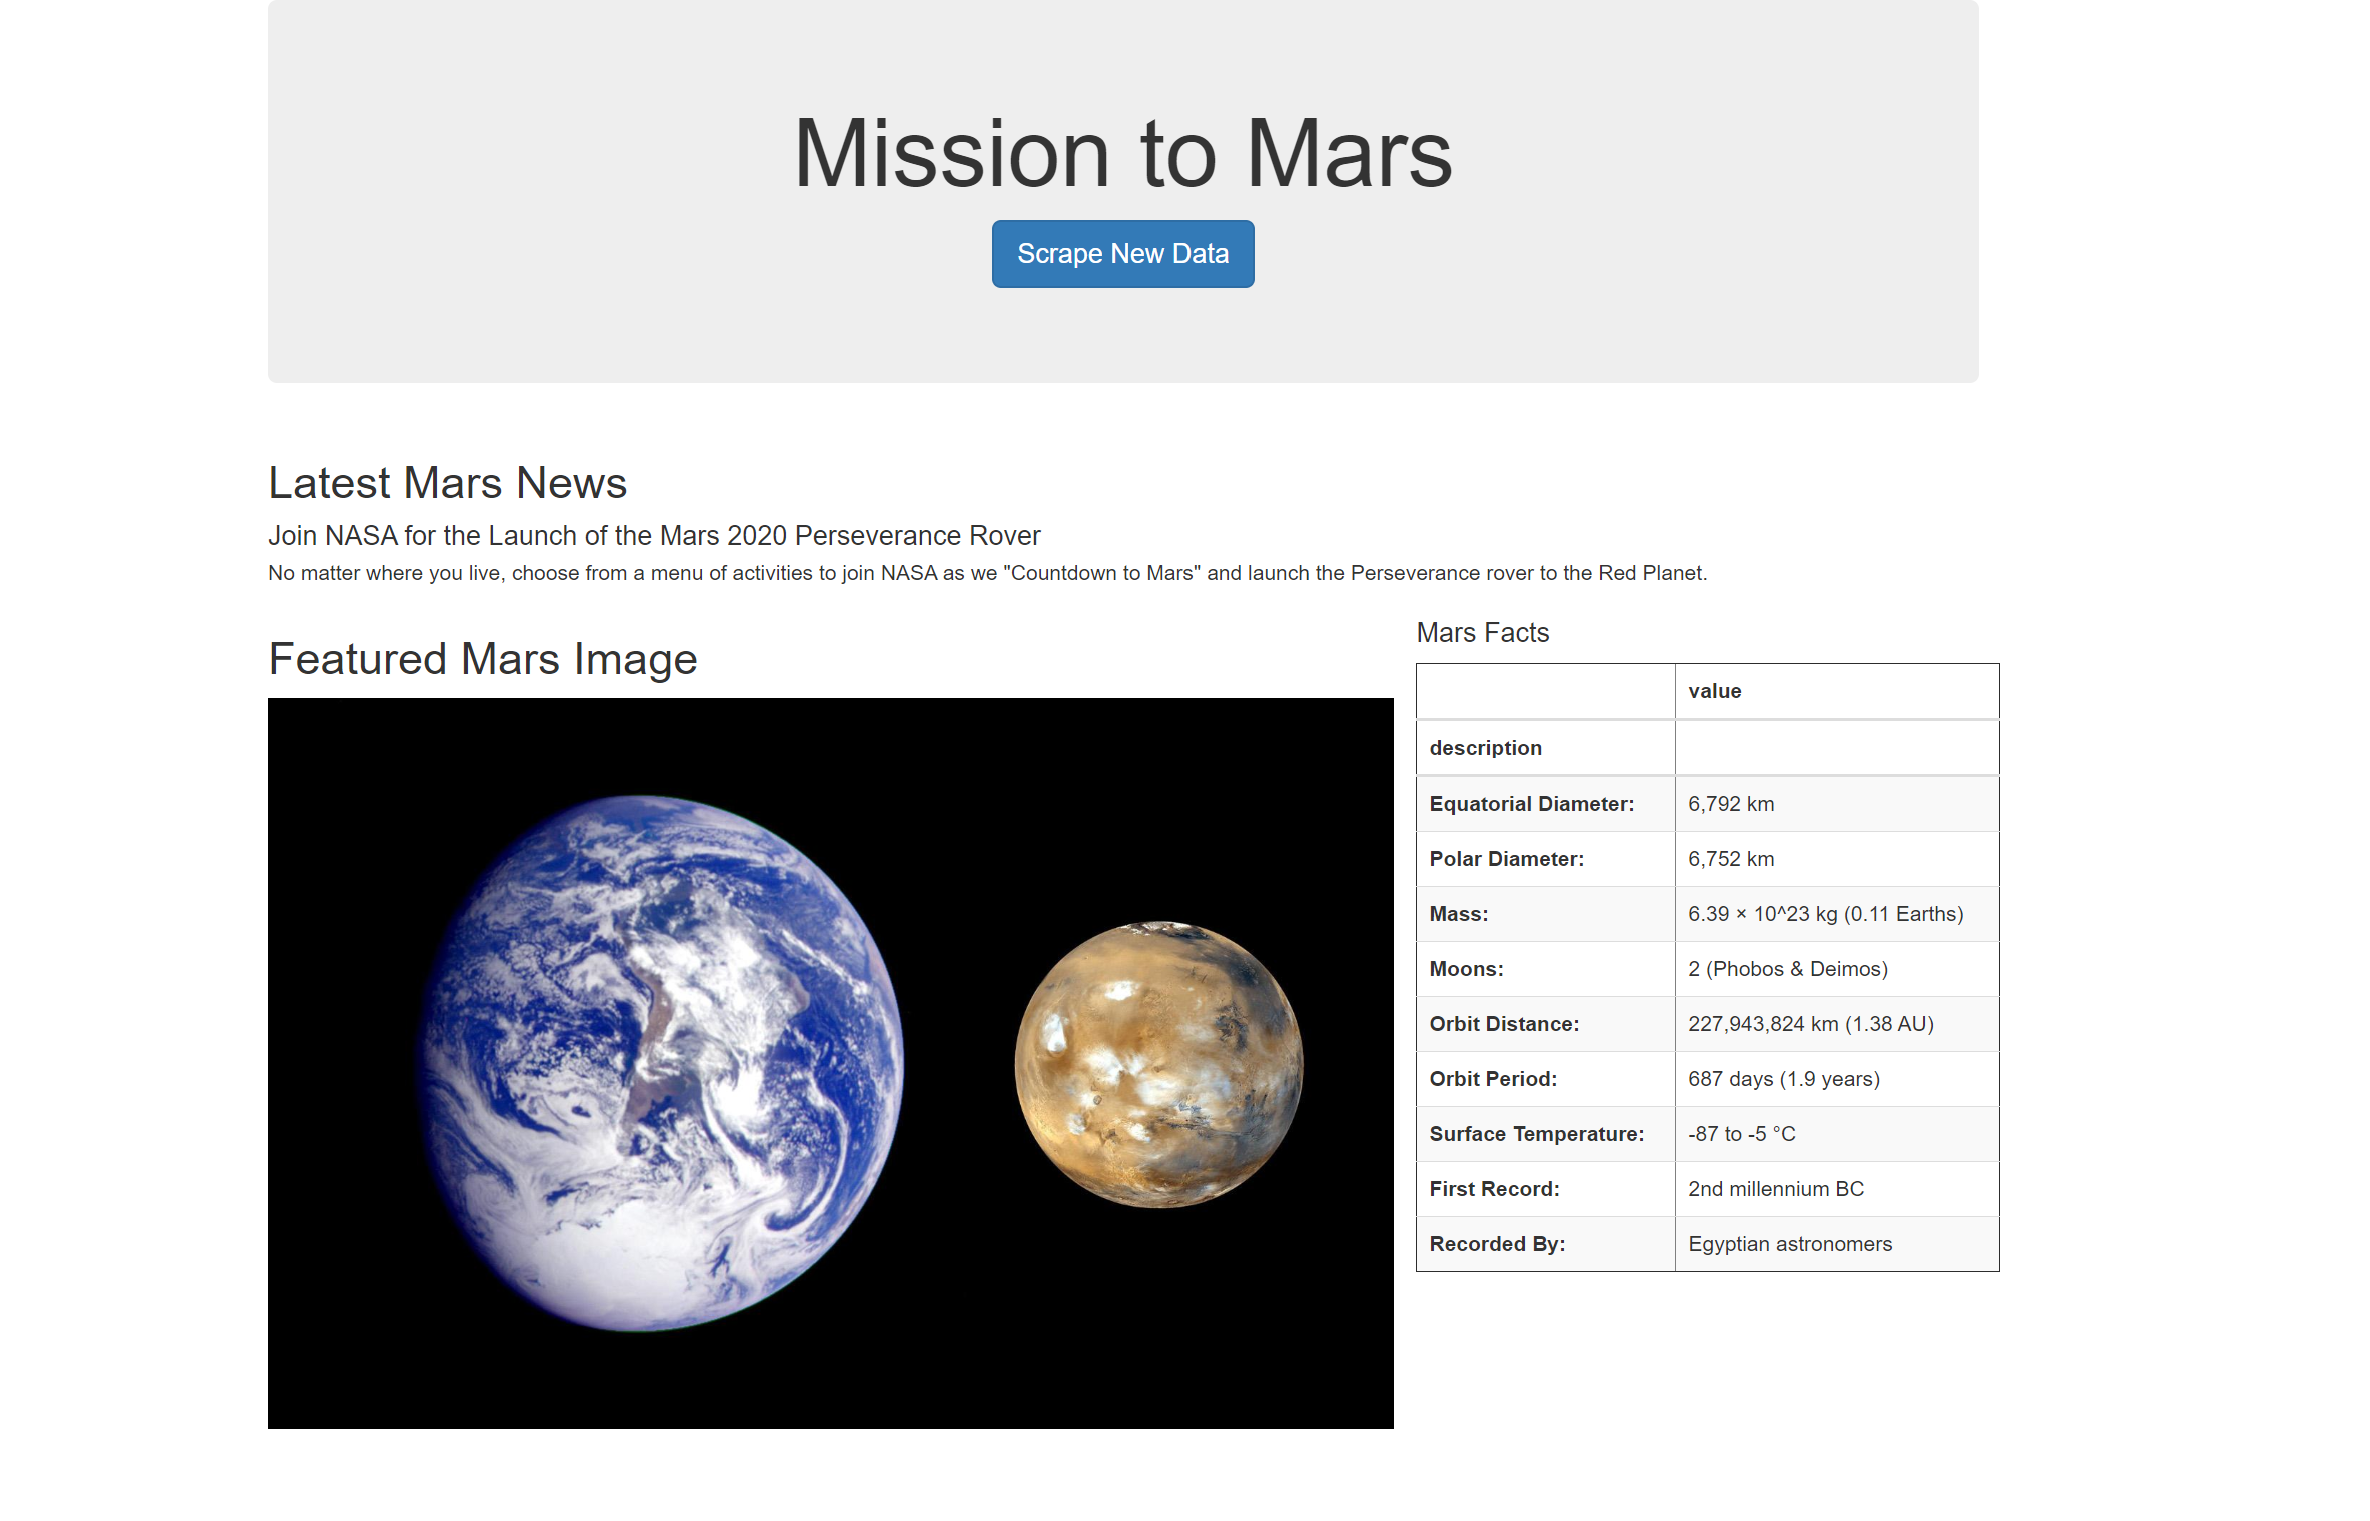 Mission to Mars
Scrape New Data
Latest Mars News
Join NASA for the Launch of the Mars 2020 Perseverance Rover
No matter where you live, choose from a menu of activities to join NASA as we "Countdown to Mars" and launch the Perseverance rover to the Red Planet.
Featured Mars Image
Mars Facts
value
description
Equatorial Diameter: 6,792 km
Polar Diameter: 6,752 km
Mass: 6.39 × 10^23 kg (0.11 Earths)
Moons: 2 (Phobos & Deimos)
Orbit Distance: 227,943,824 km (1.38 AU)
Orbit Period: 687 days (1.9 years)
Surface Temperature: -87 to -5 °C
First Record: 2nd millennium BC
Recorded By: Egyptian astronomers